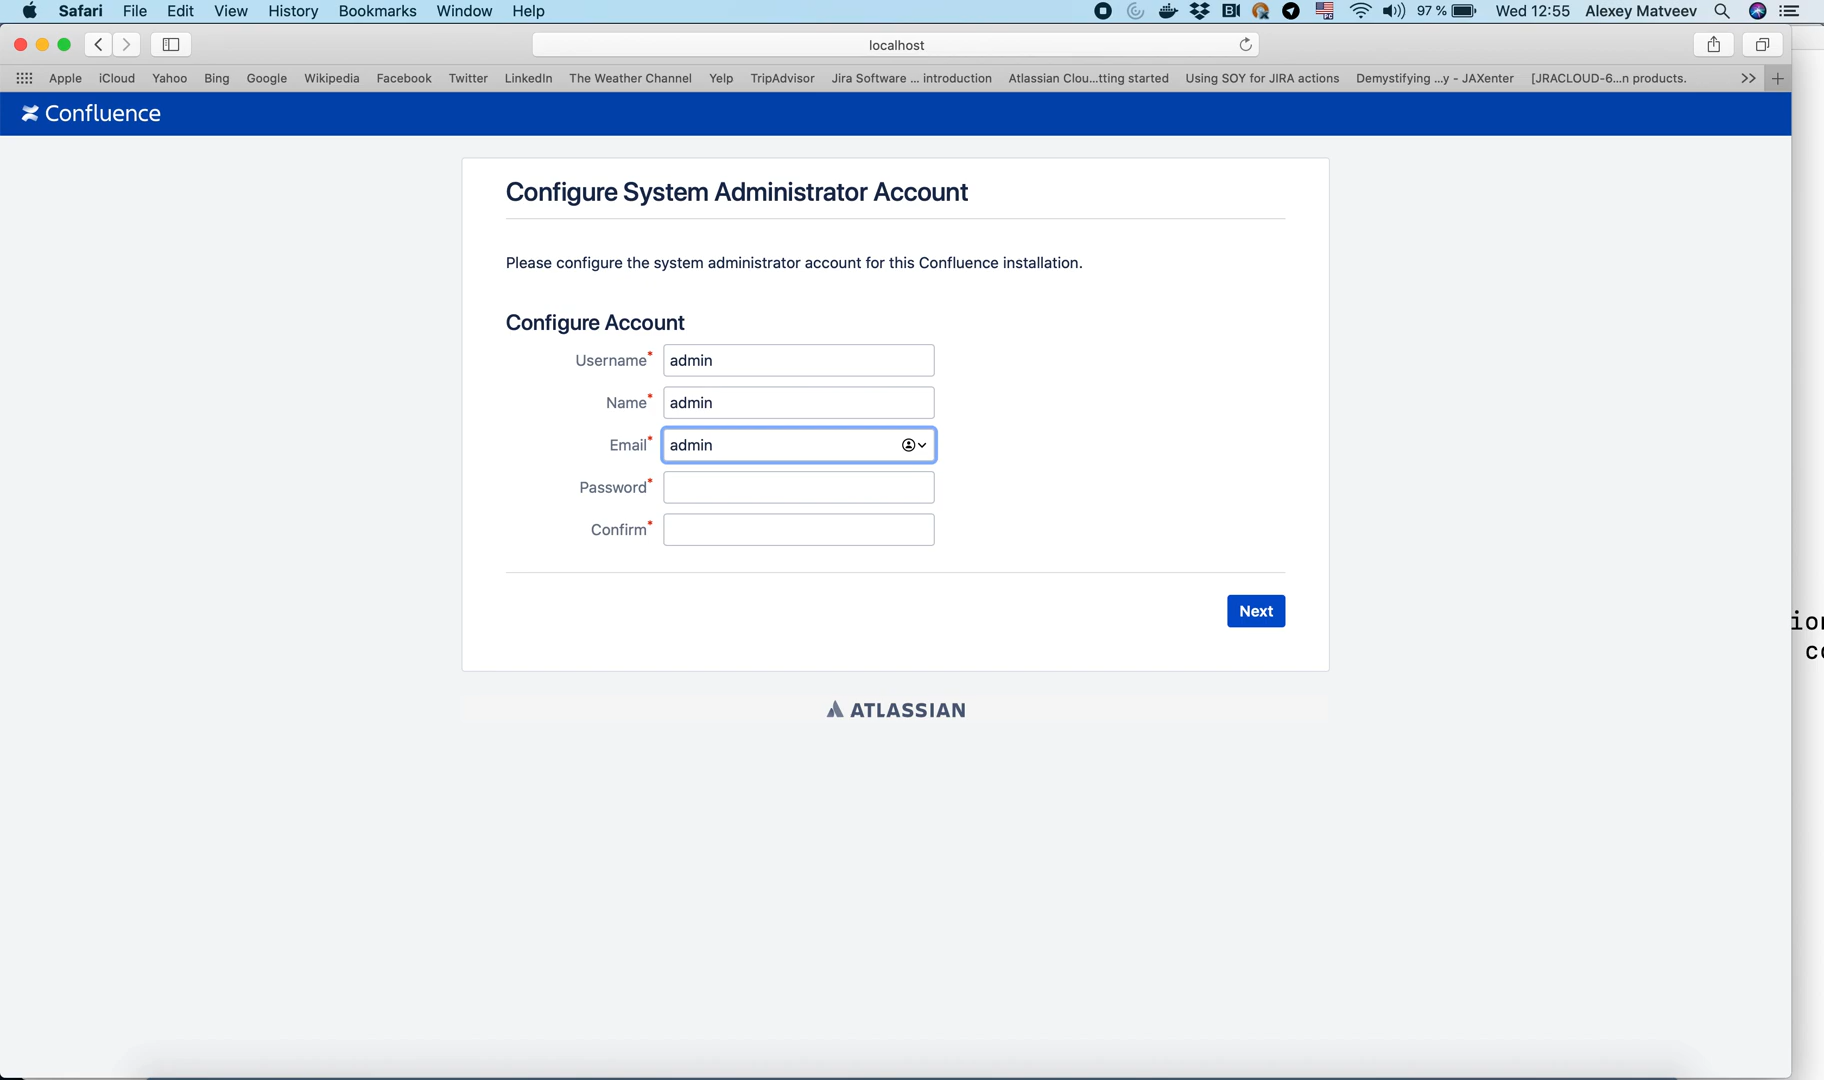 Safari File Edit View History Bookmarks Window Help 97 % Wed 12:55 Alexey Matveev
localhost
Apple iCloud Yahoo Bing Google Wikipedia Facebook Twitter LinkedIn The Weather Channel Yelp TripAdvisor Jira Software ... introduction Atlassian Clou...tting started Using SOY for JIRA actions Demystifying ...y - JAXenter [JRACLOUD-6...n products.
Confluence
Configure System Administrator Account
Please configure the system administrator account for this Confluence installation.
Configure Account
Username* admin
Name* admin
Email* admin
Password*
Confirm*
Next
ATLASSIAN